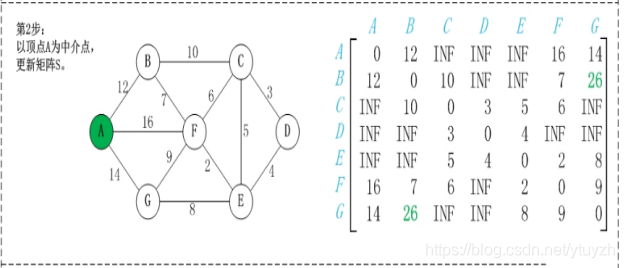 第2步:
以顶点A为中介点,
更新矩阵S。
B 10 C
12 7 6 3
A 16 F 5 D
14 9 2 4
G 8 E
A B C D E F G
A 0 12 INF INF INF 16 14
B 12 0 10 INF INF 7 26
C INF 10 0 3 5 6 INF
D INF INF 3 0 4 INF INF
E INF INF 5 4 0 2 8
F 16 7 6 INF 2 0 9
G 14 26 INF INF 8 9 0
https://blog.csdn.net/ytuyzh